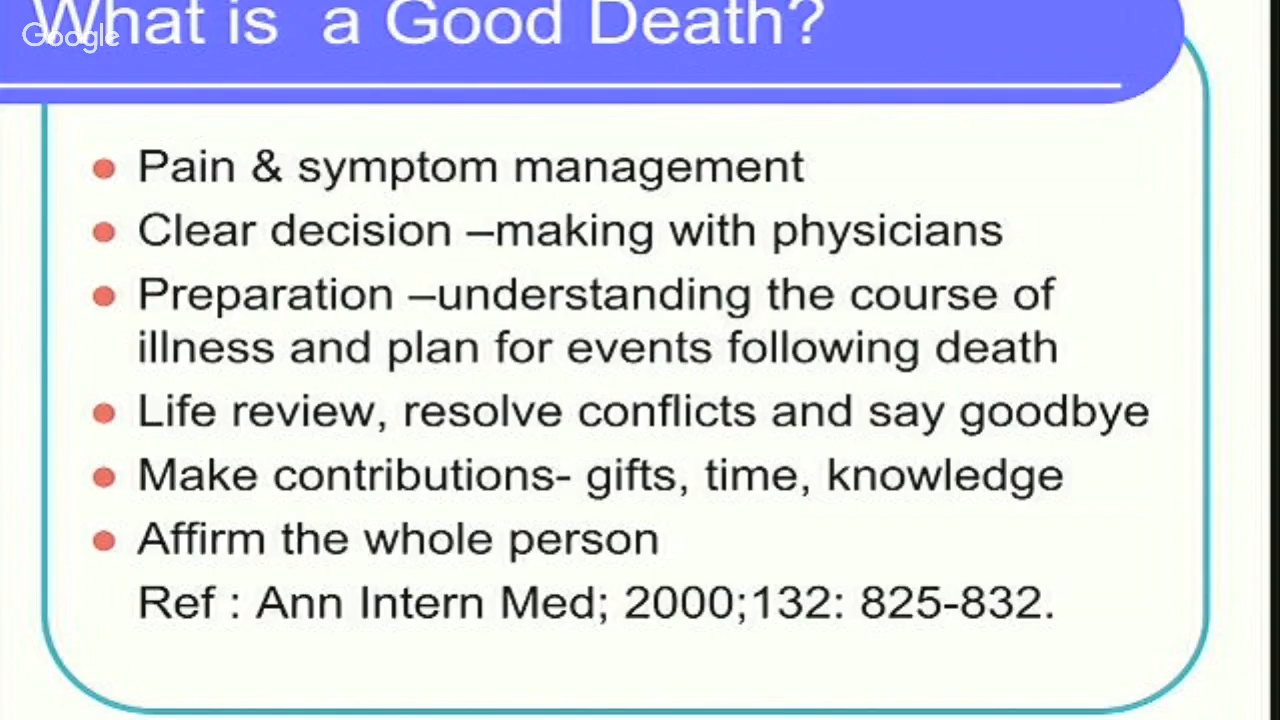 What is a Good Death?
Google
Pain & symptom management
Clear decision –making with physicians
Preparation –understanding the course of
illness and plan for events following death
Life review, resolve conflicts and say goodbye
Make contributions- gifts, time, knowledge
Affirm the whole person
Ref : Ann Intern Med; 2000;132: 825-832.